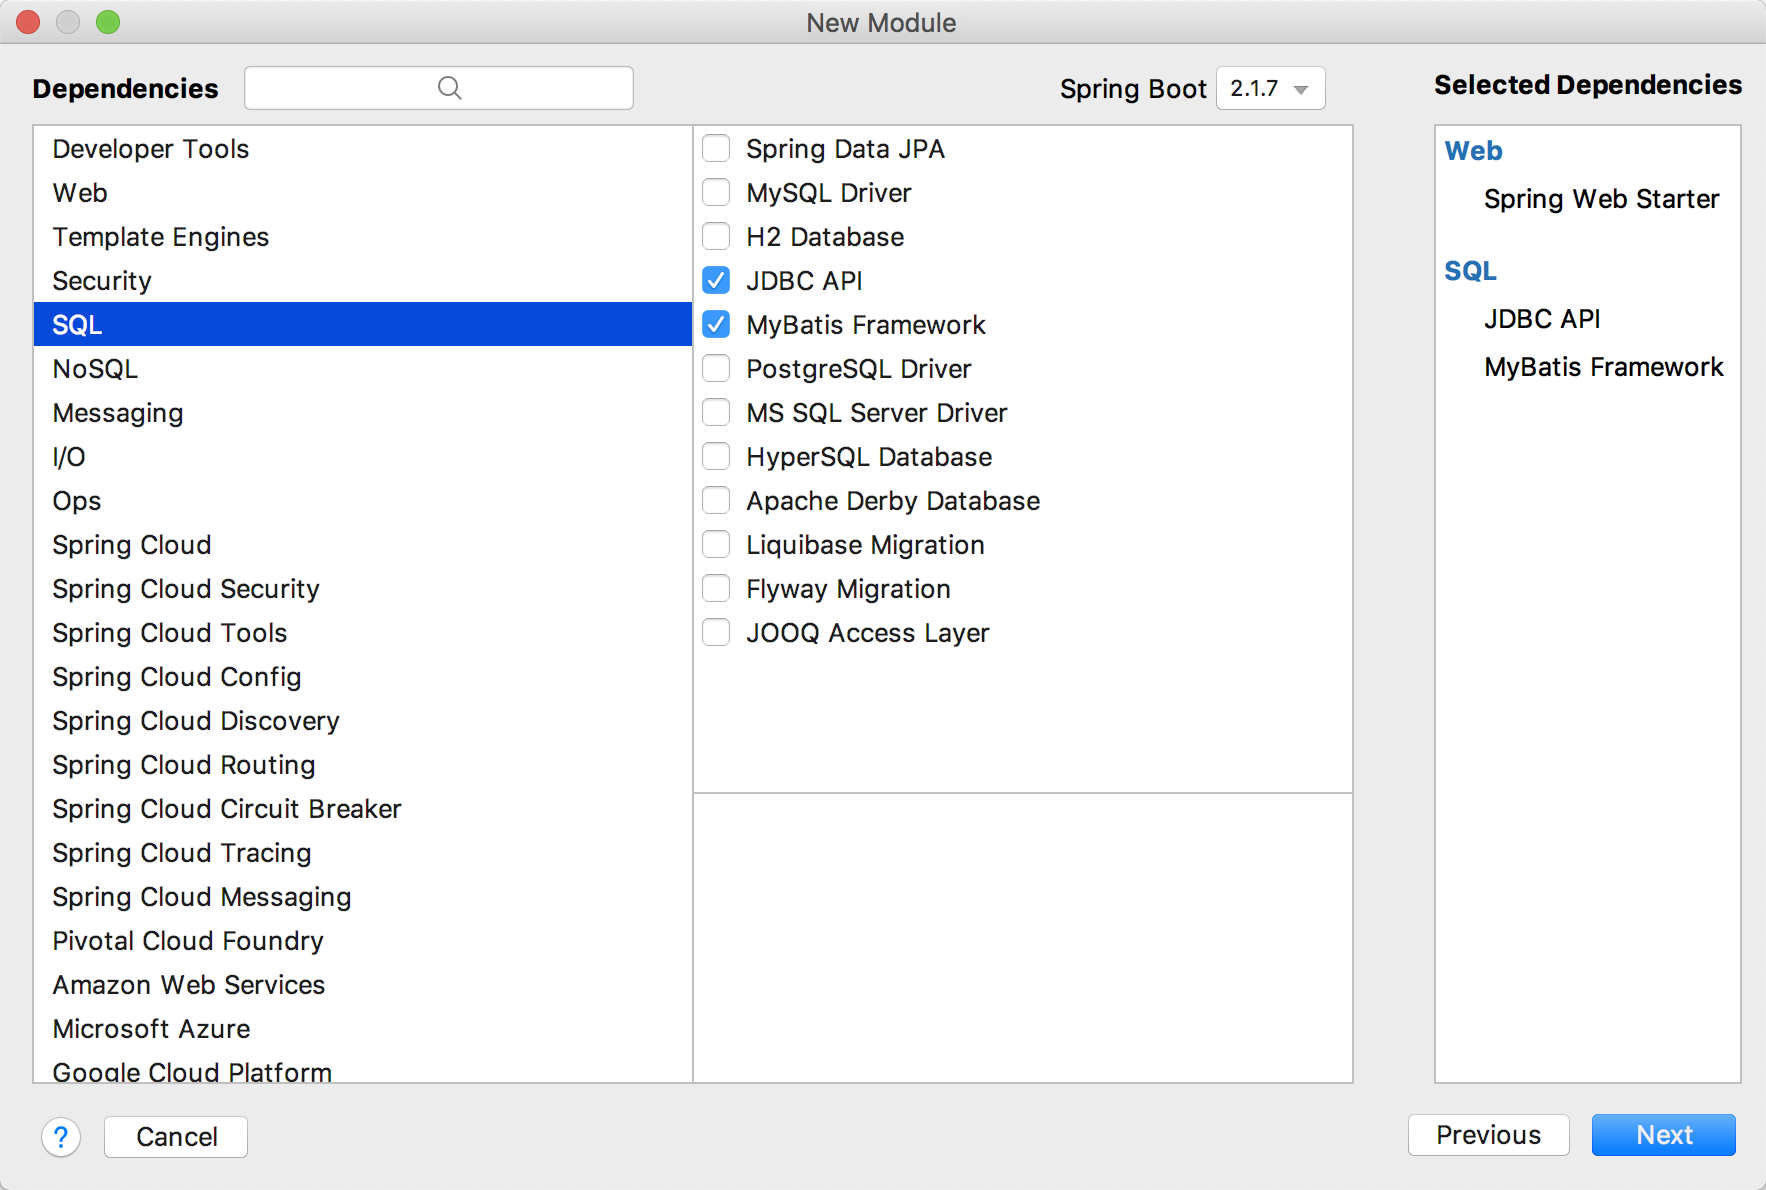 New Module
Dependencies
Spring Boot 2.1.7
Selected Dependencies
Developer Tools
Web
Template Engines
Security
SQL
NoSQL
Messaging
I/O
Ops
Spring Cloud
Spring Cloud Security
Spring Cloud Tools
Spring Cloud Config
Spring Cloud Discovery
Spring Cloud Routing
Spring Cloud Circuit Breaker
Spring Cloud Tracing
Spring Cloud Messaging
Pivotal Cloud Foundry
Amazon Web Services
Microsoft Azure
Google Cloud Platform
Spring Data JPA
MySQL Driver
H2 Database
JDBC API
MyBatis Framework
PostgreSQL Driver
MS SQL Server Driver
HyperSQL Database
Apache Derby Database
Liquibase Migration
Flyway Migration
JOOQ Access Layer
Web
Spring Web Starter
SQL
JDBC API
MyBatis Framework
?
Cancel
Previous
Next